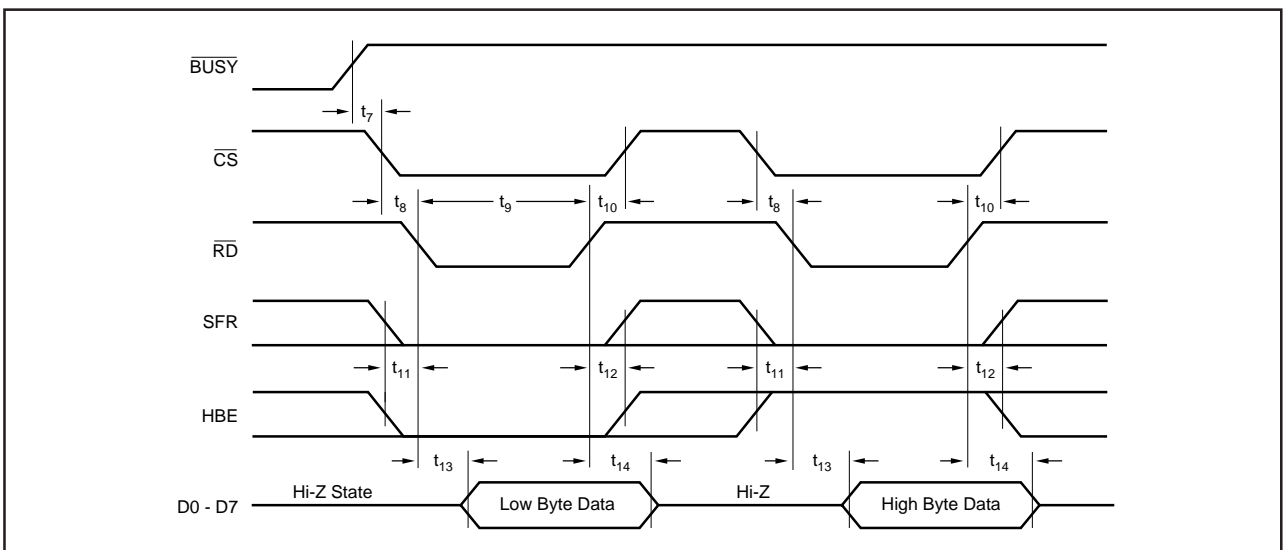 BUSY
t7
CS
t8 t9 t10 t8 t10
RD
SFR
t11 t12 t11 t12
HBE
t13 t14 t13 t14
Hi-Z State Hi-Z
D0 - D7 Low Byte Data High Byte Data